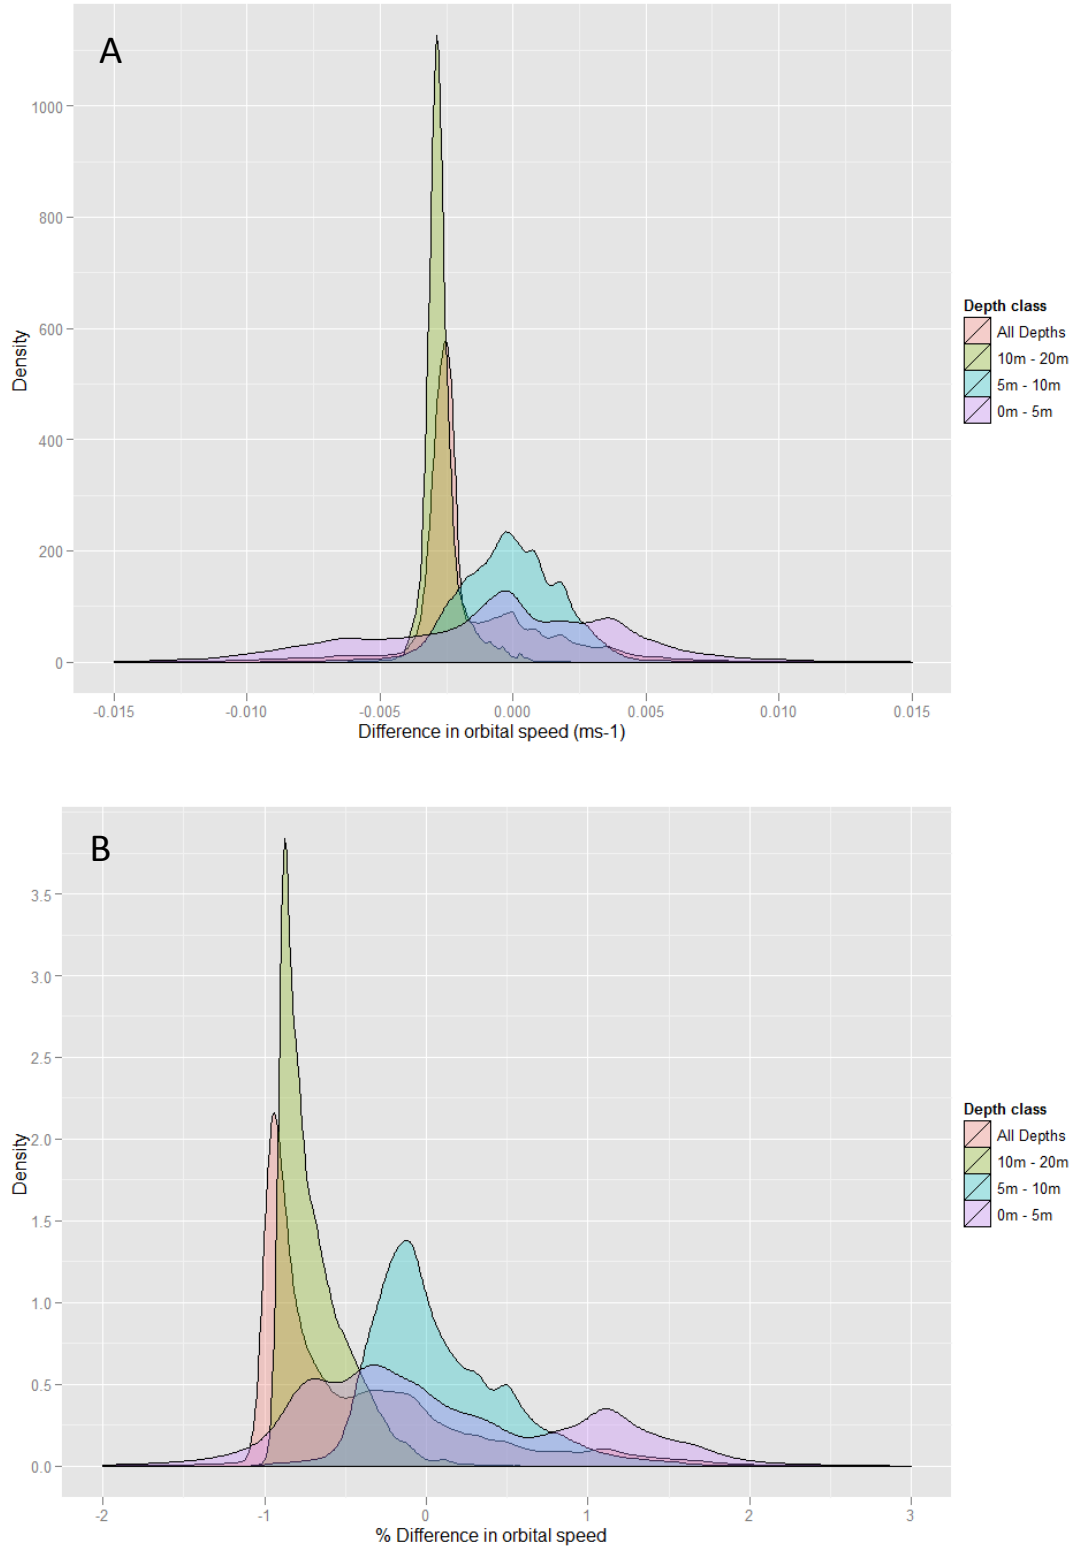 A
1000
800
600
400
200
0
Density
-0.015 -0.010 -0.005 0.000 0.005 0.010 0.015
Difference in orbital speed (ms-1)
Depth class
All Depths
10m - 20m
5m - 10m
0m - 5m
B
3.5
3.0
2.5
2.0
1.5
1.0
0.5
0.0
Density
-2 -1 0 1 2 3
% Difference in orbital speed
Depth class
All Depths
10m - 20m
5m - 10m
0m - 5m